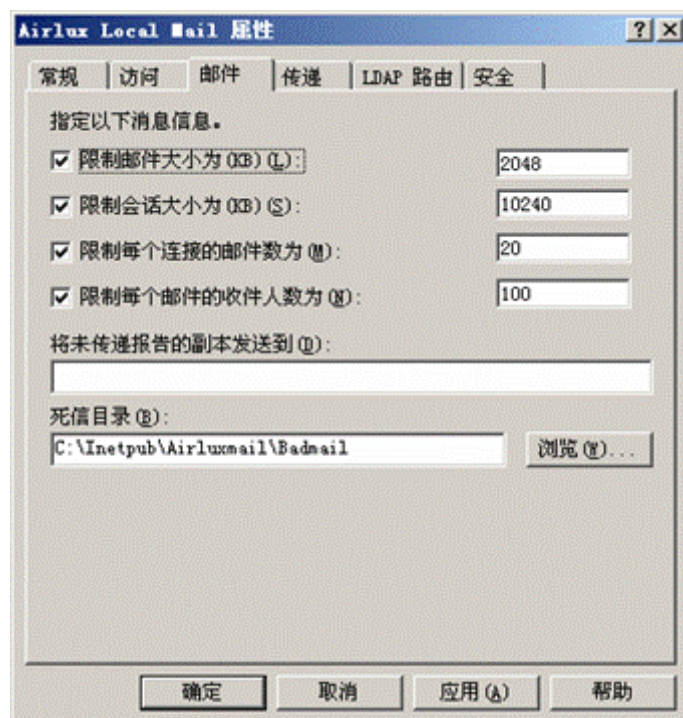 Airlux Local Mail 属性
常规 访问 邮件 传递 LDAP 路由 安全
指定以下消息信息。
限制邮件大小为(KB)(L): 2048
限制会话大小为(KB)(S): 10240
限制每个连接的邮件数为(M): 20
限制每个邮件的收件人数为(N): 100
将未传递报告的副本发送到(D):
死信目录(B):
C:\Inetpub\Airluxmail\Badmail 浏览(W)...
确定 取消 应用(A) 帮助